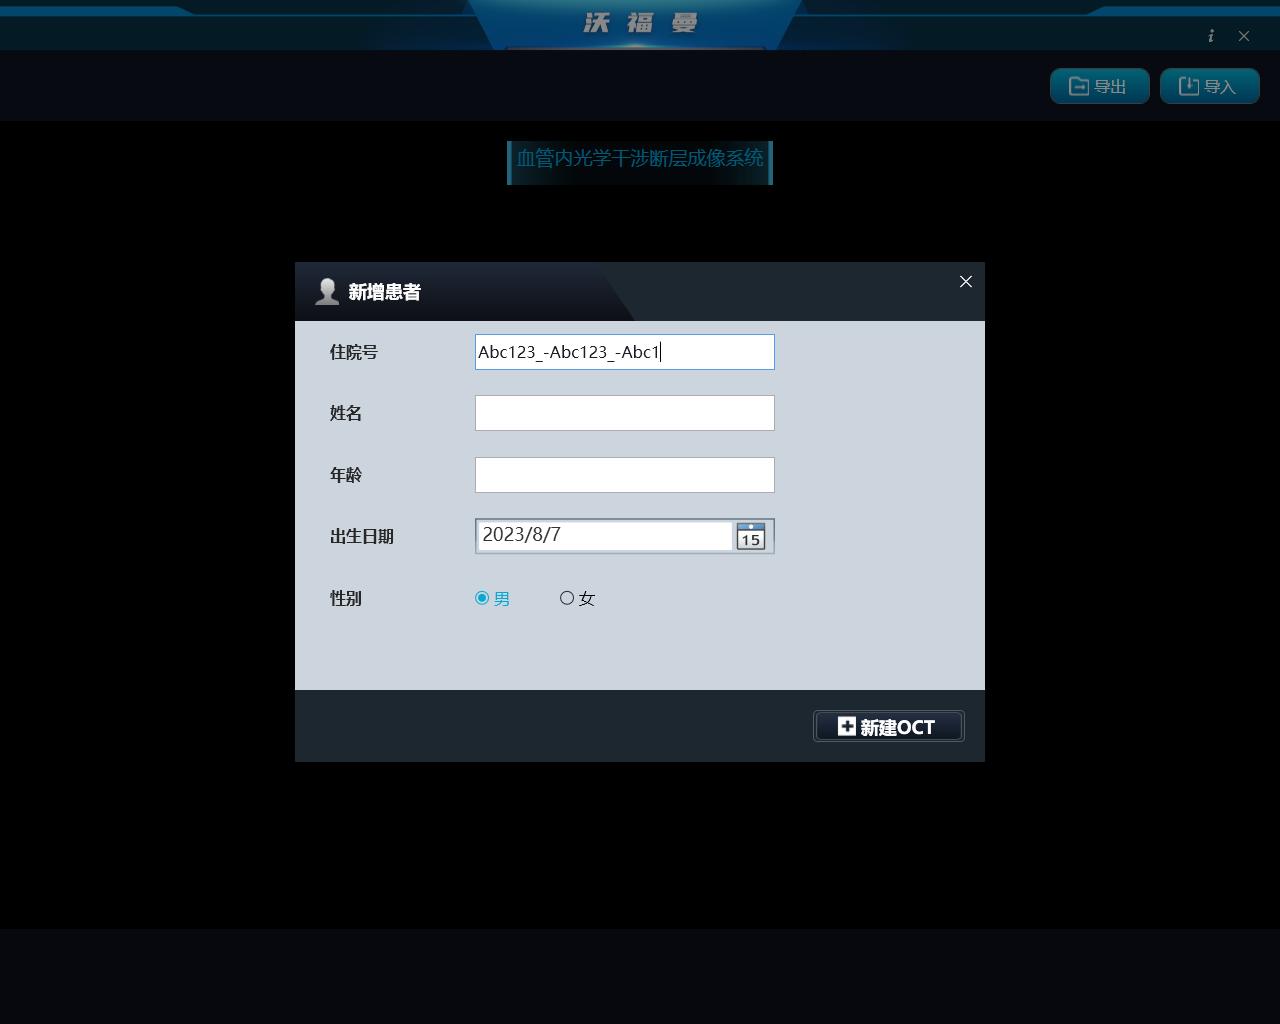 沃福曼
i
导出
导入
血管内光学干涉断层成像系统
新增患者
住院号
Abc123_-Abc123_-Abc1
姓名
年龄
出生日期
2023/8/7
15
性别
男
女
新建OCT